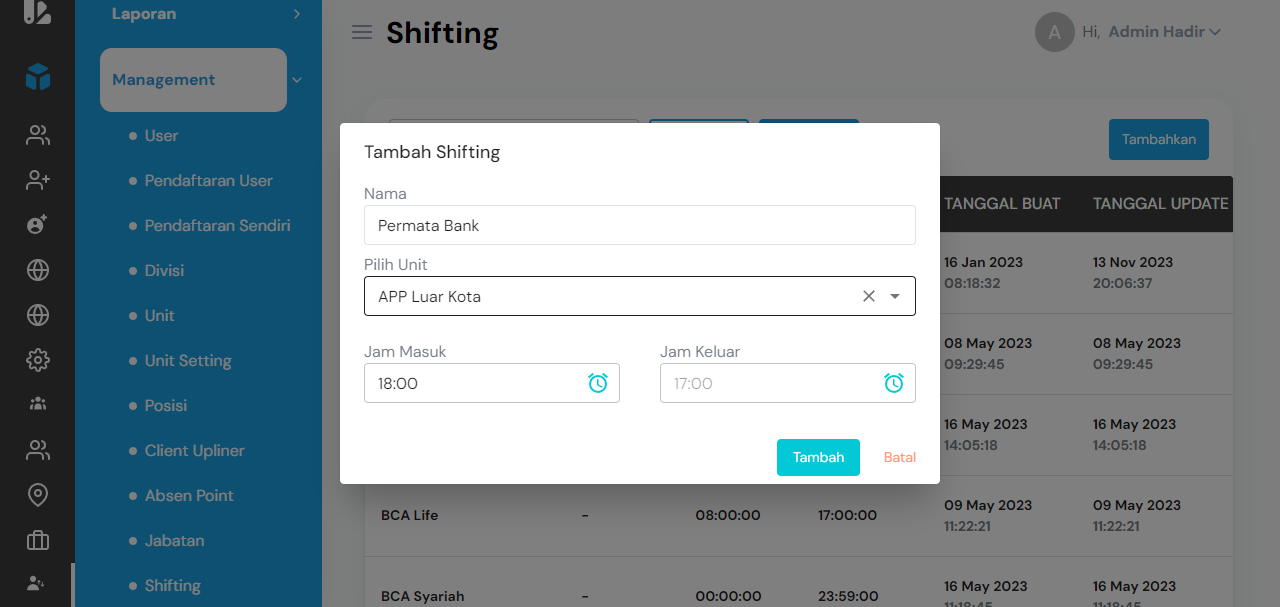 Laporan
Management
User
Pendaftaran User
Pendaftaran Sendiri
Divisi
Unit
Unit Setting
Posisi
Client Upliner
Absen Point
Jabatan
Shifting
Shifting
A Hi, Admin Hadir
Tambahkan
TANGGAL BUAT TANGGAL UPDATE
16 Jan 2023 13 Nov 2023
08:18:32 20:06:37
08 May 2023 08 May 2023
09:29:45 09:29:45
16 May 2023 16 May 2023
14:05:18 14:05:18
Tambah Shifting
Nama
Permata Bank
Pilih Unit
APP Luar Kota
Jam Masuk Jam Keluar
18:00 17:00
Tambah Batal
BCA Life - 08:00:00 17:00:00 09 May 2023 09 May 2023
11:22:21 11:22:21
BCA Syariah - 00:00:00 23:59:00 16 May 2023 16 May 2023
11:18:45 11:18:45